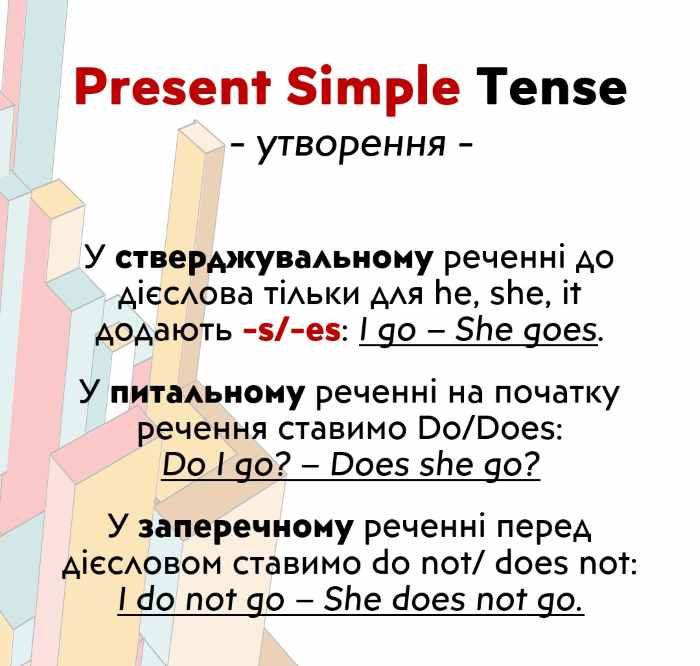 Present Simple Tense
- утворення -
У стверджувальному реченні до
дієслова тільки для he, she, it
додають -s/-es: I go – She goes.
У питальному реченні на початку
речення ставимо Do/Does:
Do I go? – Does she go?
У заперечному реченні перед
дієсловом ставимо do not/ does not:
I do not go – She does not go.